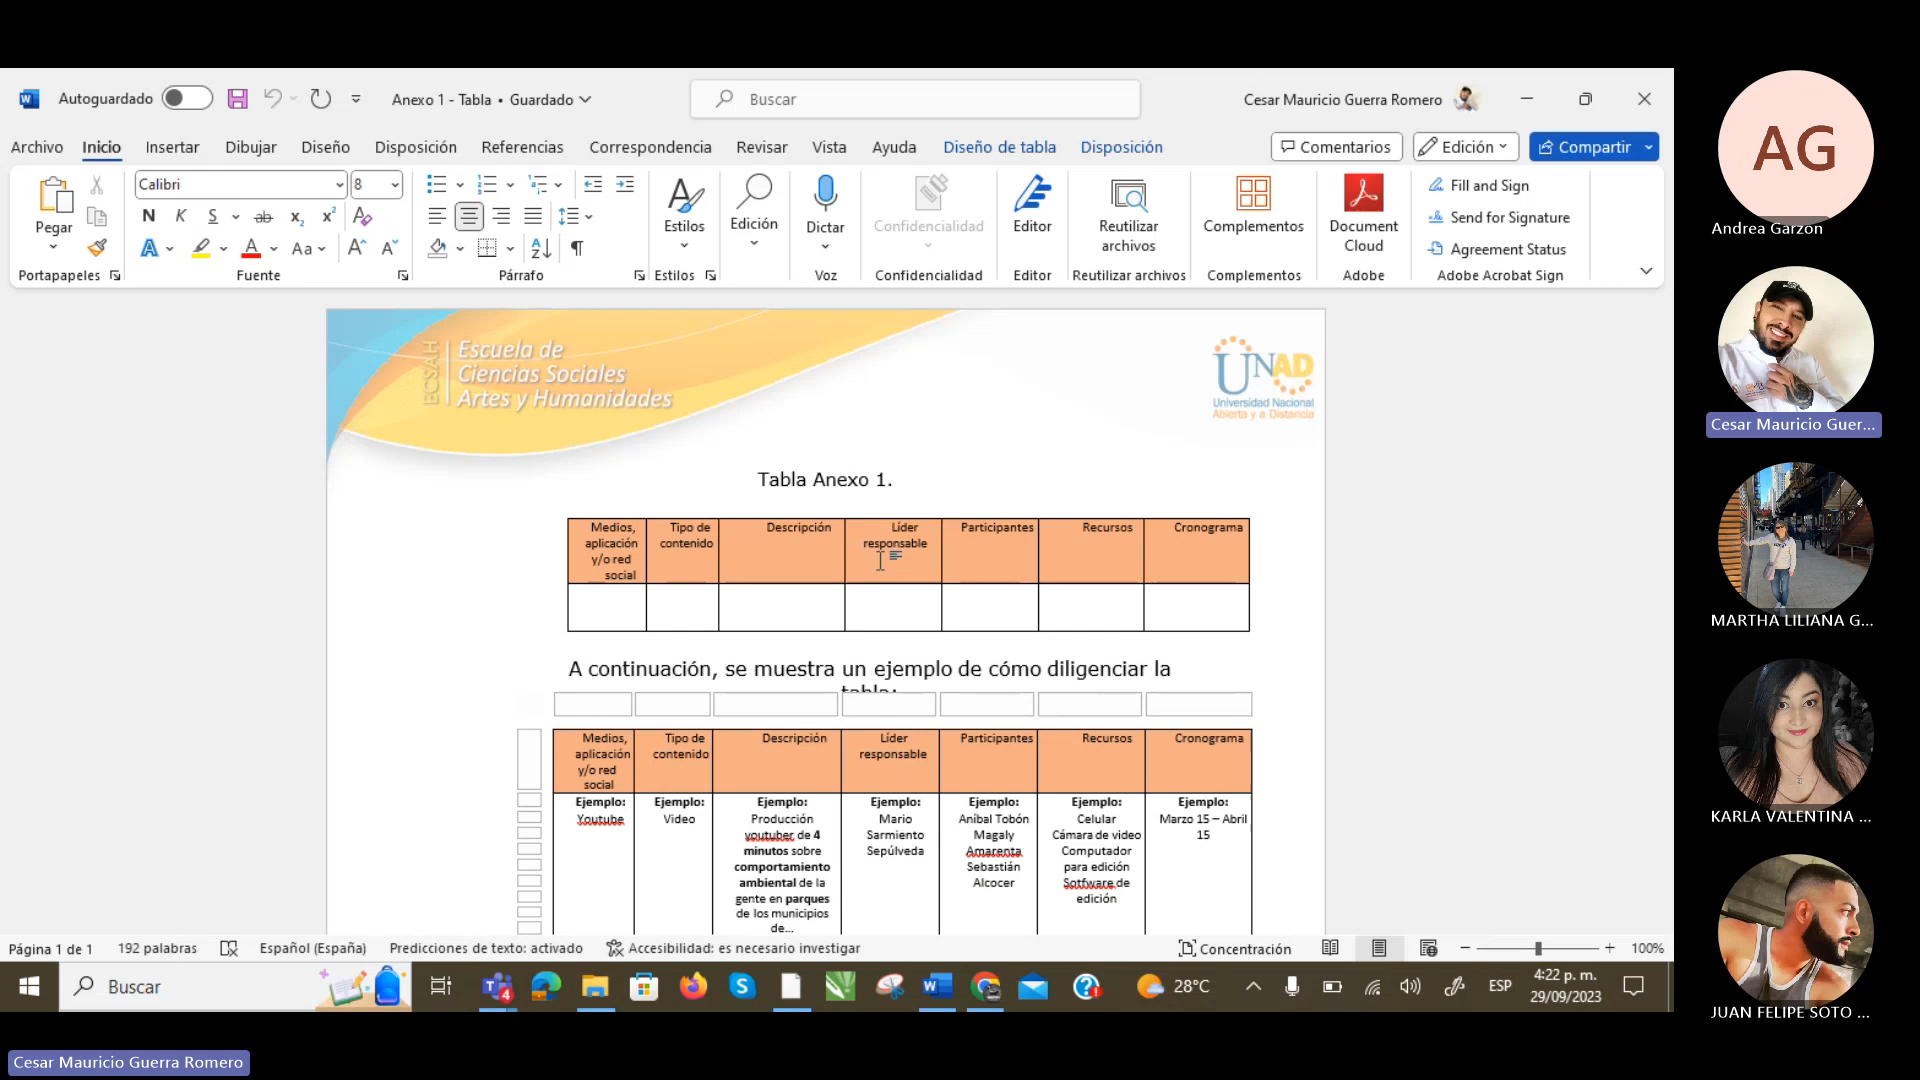 Autoguardado
Anexo 1 - Tabla • Guardado
Buscar
Cesar Mauricio Guerra Romero
Archivo Inicio Insertar Dibujar Diseño Disposición Referencias Correspondencia Revisar Vista Ayuda Diseño de tabla Disposición
Comentarios Edición Compartir
Pegar
Portapapeles
Calibri 8
N K S ab x₂ x² A
A A Aa A A
Fuente
Párrafo
Estilos
Estilos
Edición
Dictar
Voz
Confidencialidad
Confidencialidad
Editor
Editor
Reutilizar
archivos
Reutilizar archivos
Complementos
Complementos
Document
Cloud
Adobe
Fill and Sign
Send for Signature
Agreement Status
Adobe Acrobat Sign
ECSAH
Escuela de
Ciencias Sociales
Artes y Humanidades
UNAD
Universidad Nacional
Abierta y a Distancia
Tabla Anexo 1.
Medios,
aplicación
y/o red
social
Tipo de
contenido
Descripción
Líder
responsable
Participantes
Recursos
Cronograma
A continuación, se muestra un ejemplo de cómo diligenciar la
tabla:
Medios,
aplicación
y/o red
social
Tipo de
contenido
Descripción
Líder
responsable
Participantes
Recursos
Cronograma
Ejemplo:
Youtube
Ejemplo:
Video
Ejemplo:
Producción
youtuber de 4
minutos sobre
comportamiento
ambiental de la
gente en parques
de los municipios
de...
Ejemplo:
Mario
Sarmiento
Sepúlveda
Ejemplo:
Aníbal Tobón
Magaly
Amarenta
Sebastián
Alcocer
Ejemplo:
Celular
Cámara de video
Computador
para edición
Sotfware de
edición
Ejemplo:
Marzo 15 – Abril
15
Página 1 de 1 192 palabras Español (España) Predicciones de texto: activado Accesibilidad: es necesario investigar
Concentración 100%
Buscar
4
28°C
ESP
4:22 p. m.
29/09/2023
AG
Andrea Garzón
Cesar Mauricio Guer...
MARTHA LILIANA G...
KARLA VALENTINA ...
JUAN FELIPE SOTO ...
Cesar Mauricio Guerra Romero